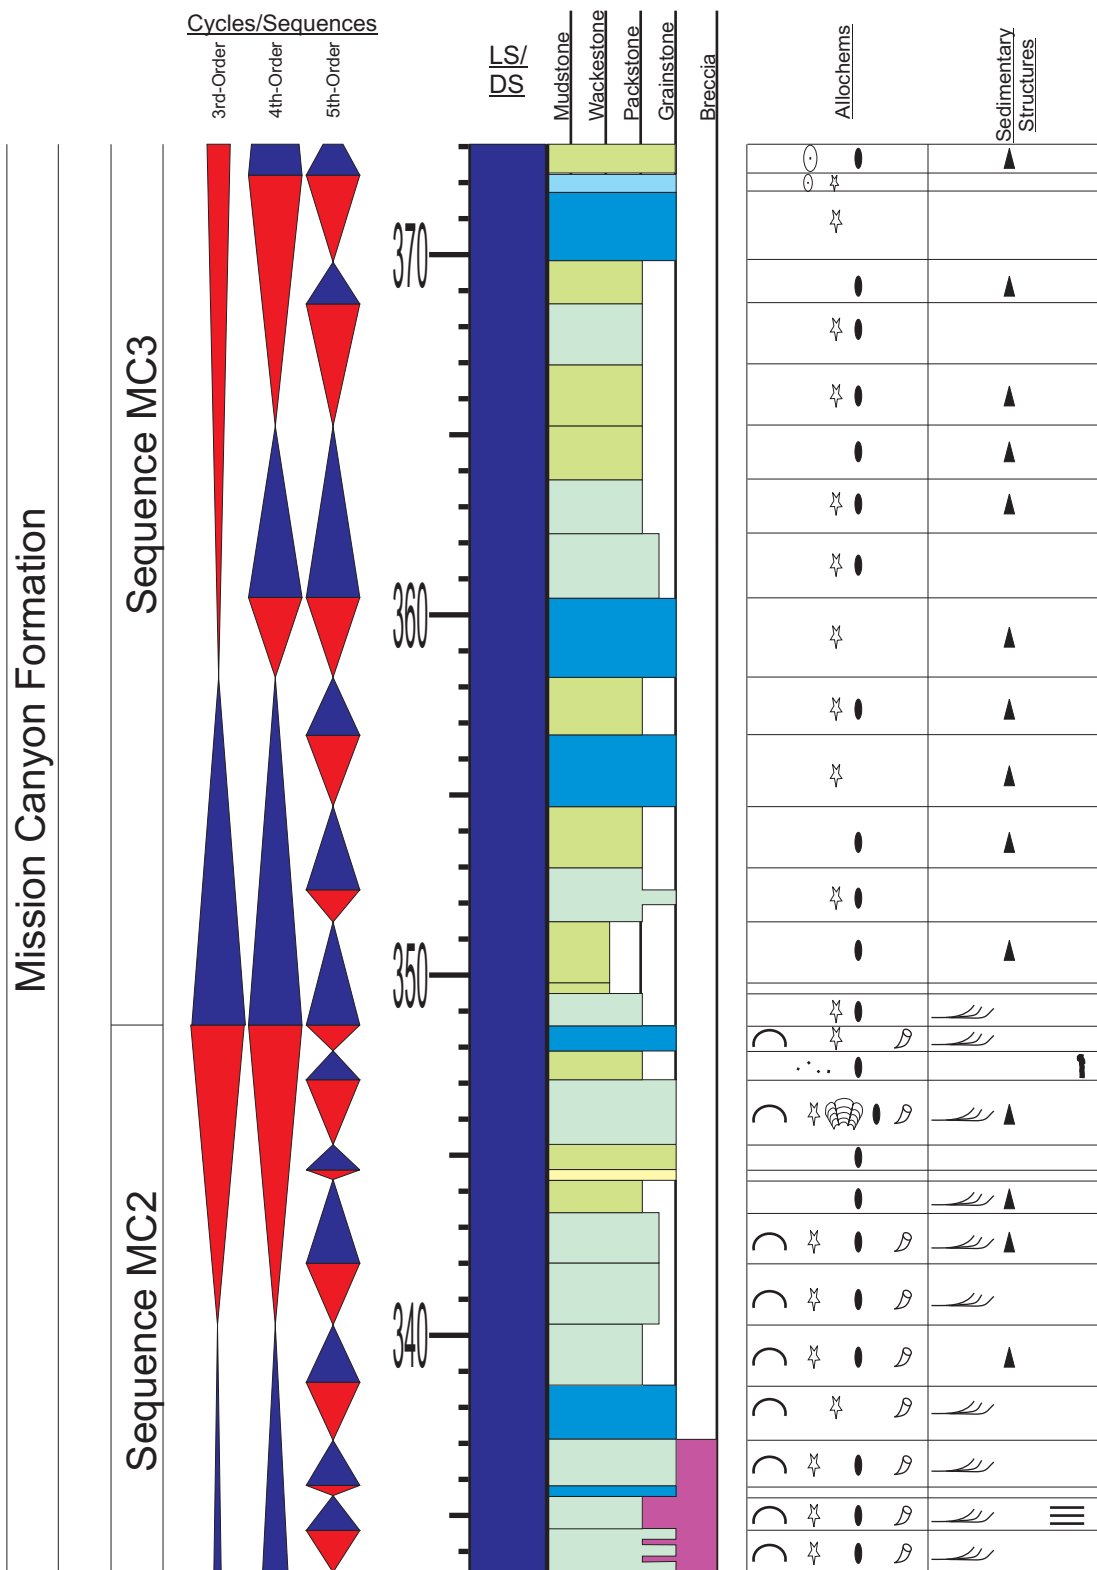 Cycles/Sequences
3rd-Order
4th-Order
5th-Order
LS/
DS
Mudstone
Wackestone
Packstone
Grainstone
Breccia
Allochems
Sedimentary
Structures
Mission Canyon Formation
Sequence MC3
Sequence MC2
370
360
350
340